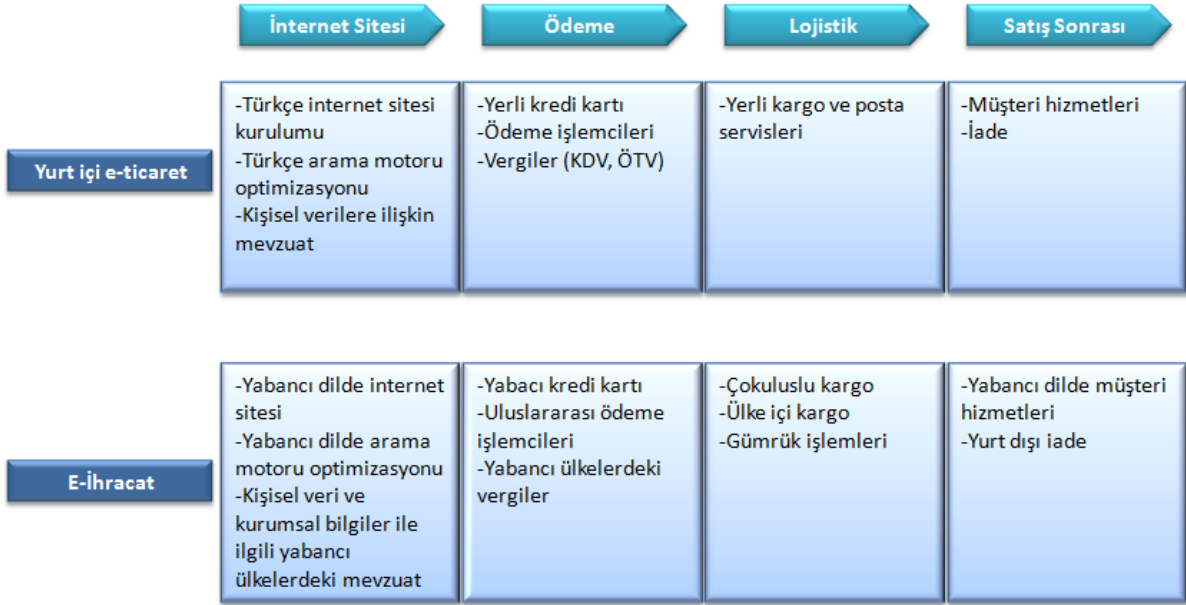 İnternet Sitesi
Ödeme
Lojistik
Satış Sonrası
Yurt içi e-ticaret
-Türkçe internet sitesi
kurulumu
-Türkçe arama motoru
optimizasyonu
-Kişisel verilere ilişkin
mevzuat
-Yerli kredi kartı
-Ödeme işlemcileri
-Vergiler (KDV, ÖTV)
-Yerli kargo ve posta
servisleri
-Müşteri hizmetleri
-İade
E-İhracat
-Yabancı dilde internet
sitesi
-Yabancı dilde arama
motoru optimizasyonu
-Kişisel veri ve
kurumsal bilgiler ile
ilgili yabancı
ülkelerdeki mevzuat
-Yabacı kredi kartı
-Uluslararası ödeme
işlemcileri
-Yabancı ülkelerdeki
vergiler
-Çokuluslu kargo
-Ülke içi kargo
-Gümrük işlemleri
-Yabancı dilde müşteri
hizmetleri
-Yurt dışı iade